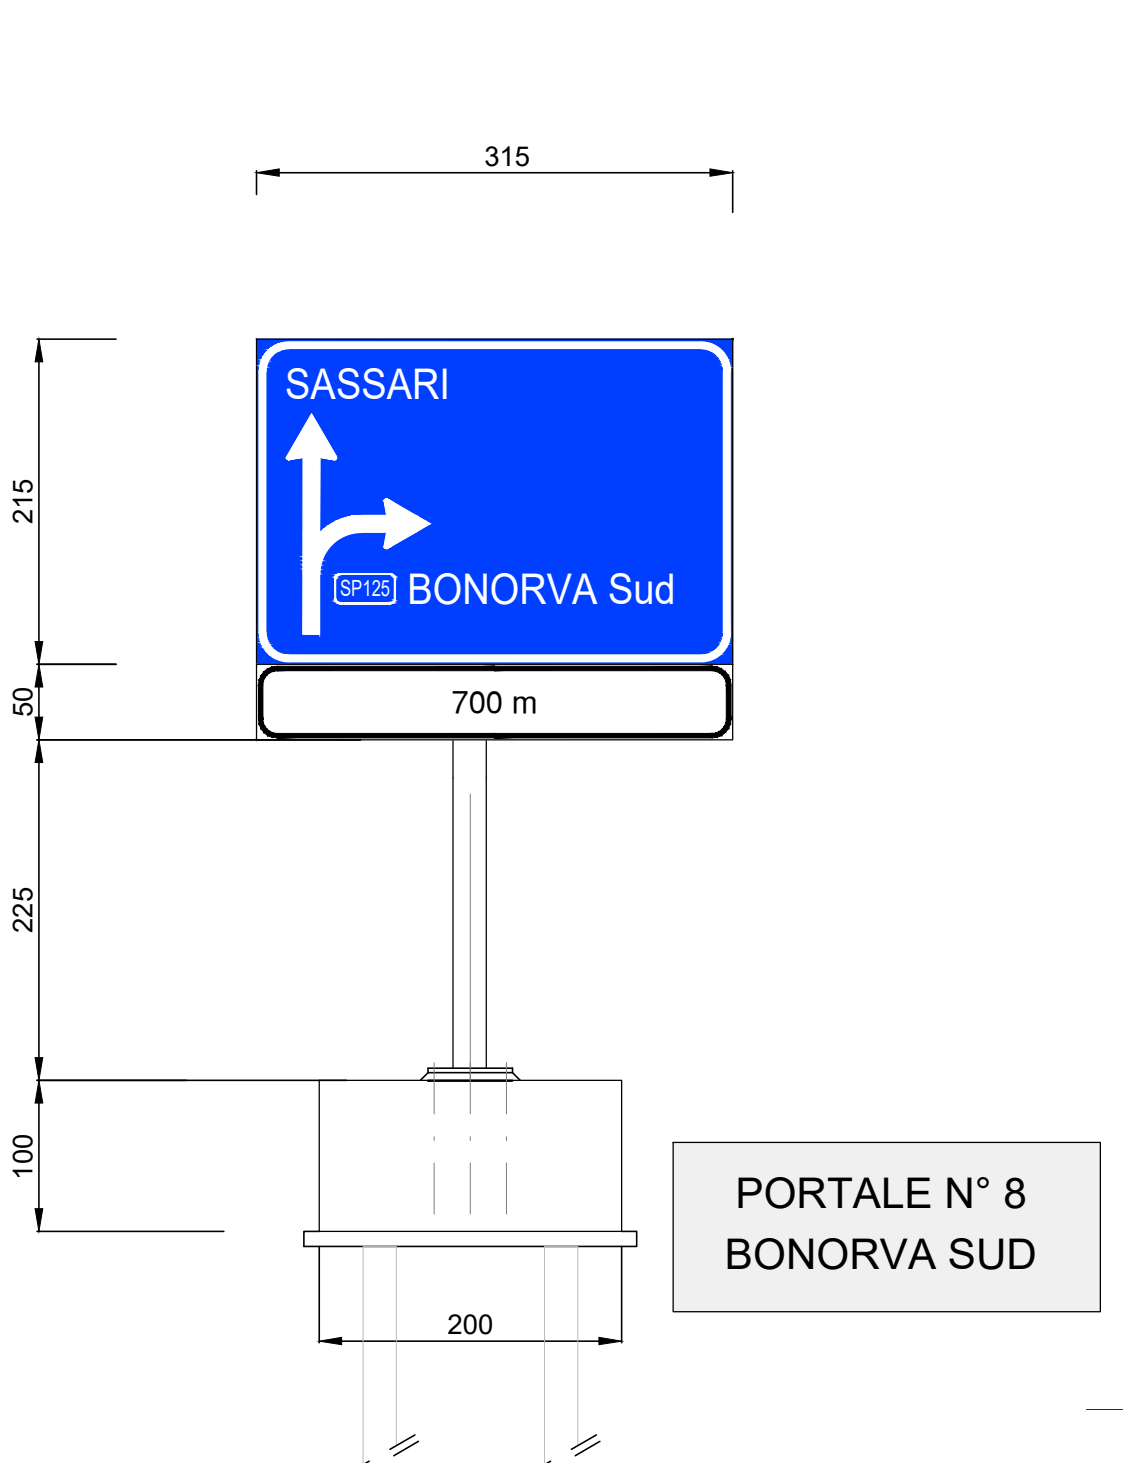 315
SASSARI
215
SP125 BONORVA Sud
50
700 m
225
100
PORTALE N° 8
BONORVA SUD
200